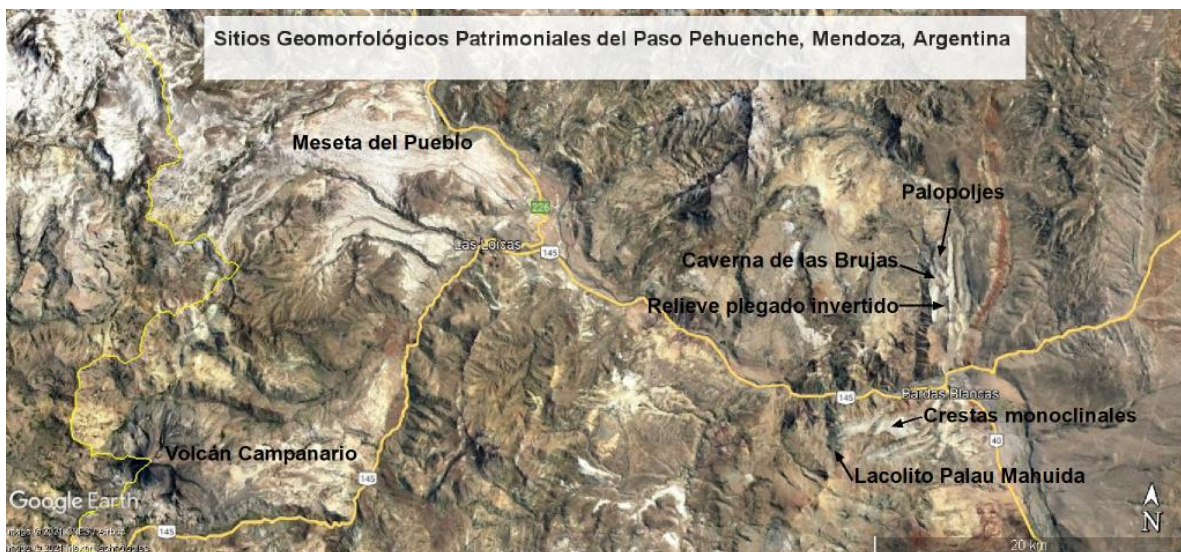 Sitios Geomorfológicos Patrimoniales del Paso Pehuenche, Mendoza, Argentina
Meseta del Pueblo
Palopoljes
226
Las Loicas
145
Caverna de las Brujas
Relieve plegado invertido
145
Bardas Blancas
Crestas monoclinales
40
Volcán Campanario
145
Lacolito Palau Mahuida
Google Earth
N
145
20 km